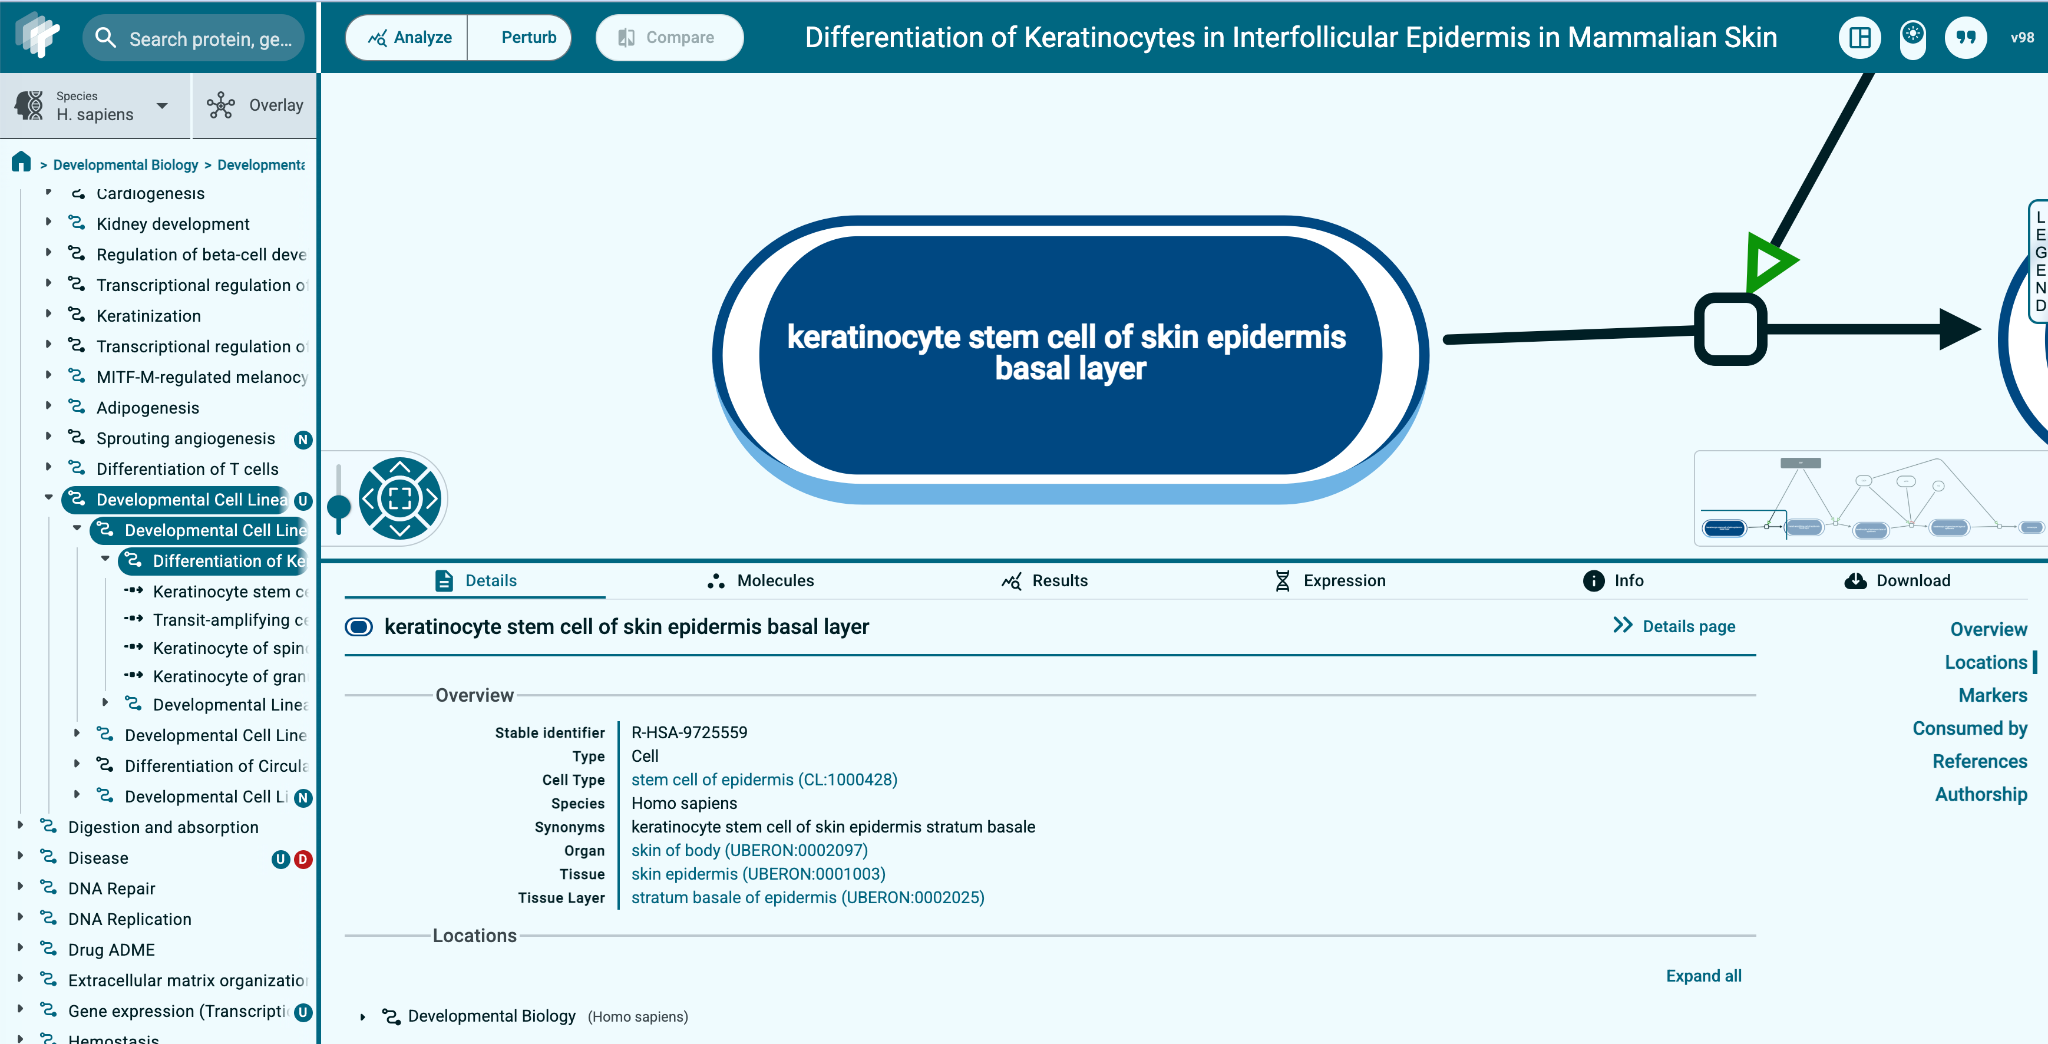 Search protein, ge...
Analyze
Perturb
Compare
Differentiation of Keratinocytes in Interfollicular Epidermis in Mammalian Skin
v98
Species
H. sapiens
Overlay
> Developmental Biology > Developmenta
Cardiogenesis
Kidney development
Regulation of beta-cell deve
Transcriptional regulation of
Keratinization
Transcriptional regulation of
MITF-M-regulated melanocy
Adipogenesis
Sprouting angiogenesis N
Differentiation of T cells
Developmental Cell Linea U
Developmental Cell Line
Differentiation of Ke
Keratinocyte stem ce
Transit-amplifying ce
Keratinocyte of spin
Keratinocyte of gran
Developmental Linea
Developmental Cell Line
Differentiation of Circula
Developmental Cell Li N
Digestion and absorption
Disease U D
DNA Repair
DNA Replication
Drug ADME
Extracellular matrix organization
Gene expression (Transcripti U
Hemostasis
keratinocyte stem cell of skin epidermis
basal layer
L
E
G
E
N
D
Details
Molecules
Results
Expression
Info
Download
keratinocyte stem cell of skin epidermis basal layer
Details page
Overview
Stable identifier R-HSA-9725559
Type Cell
Cell Type stem cell of epidermis (CL:1000428)
Species Homo sapiens
Synonyms keratinocyte stem cell of skin epidermis stratum basale
Organ skin of body (UBERON:0002097)
Tissue skin epidermis (UBERON:0001003)
Tissue Layer stratum basale of epidermis (UBERON:0002025)
Locations
Expand all
Developmental Biology (Homo sapiens)
Overview
Locations
Markers
Consumed by
References
Authorship